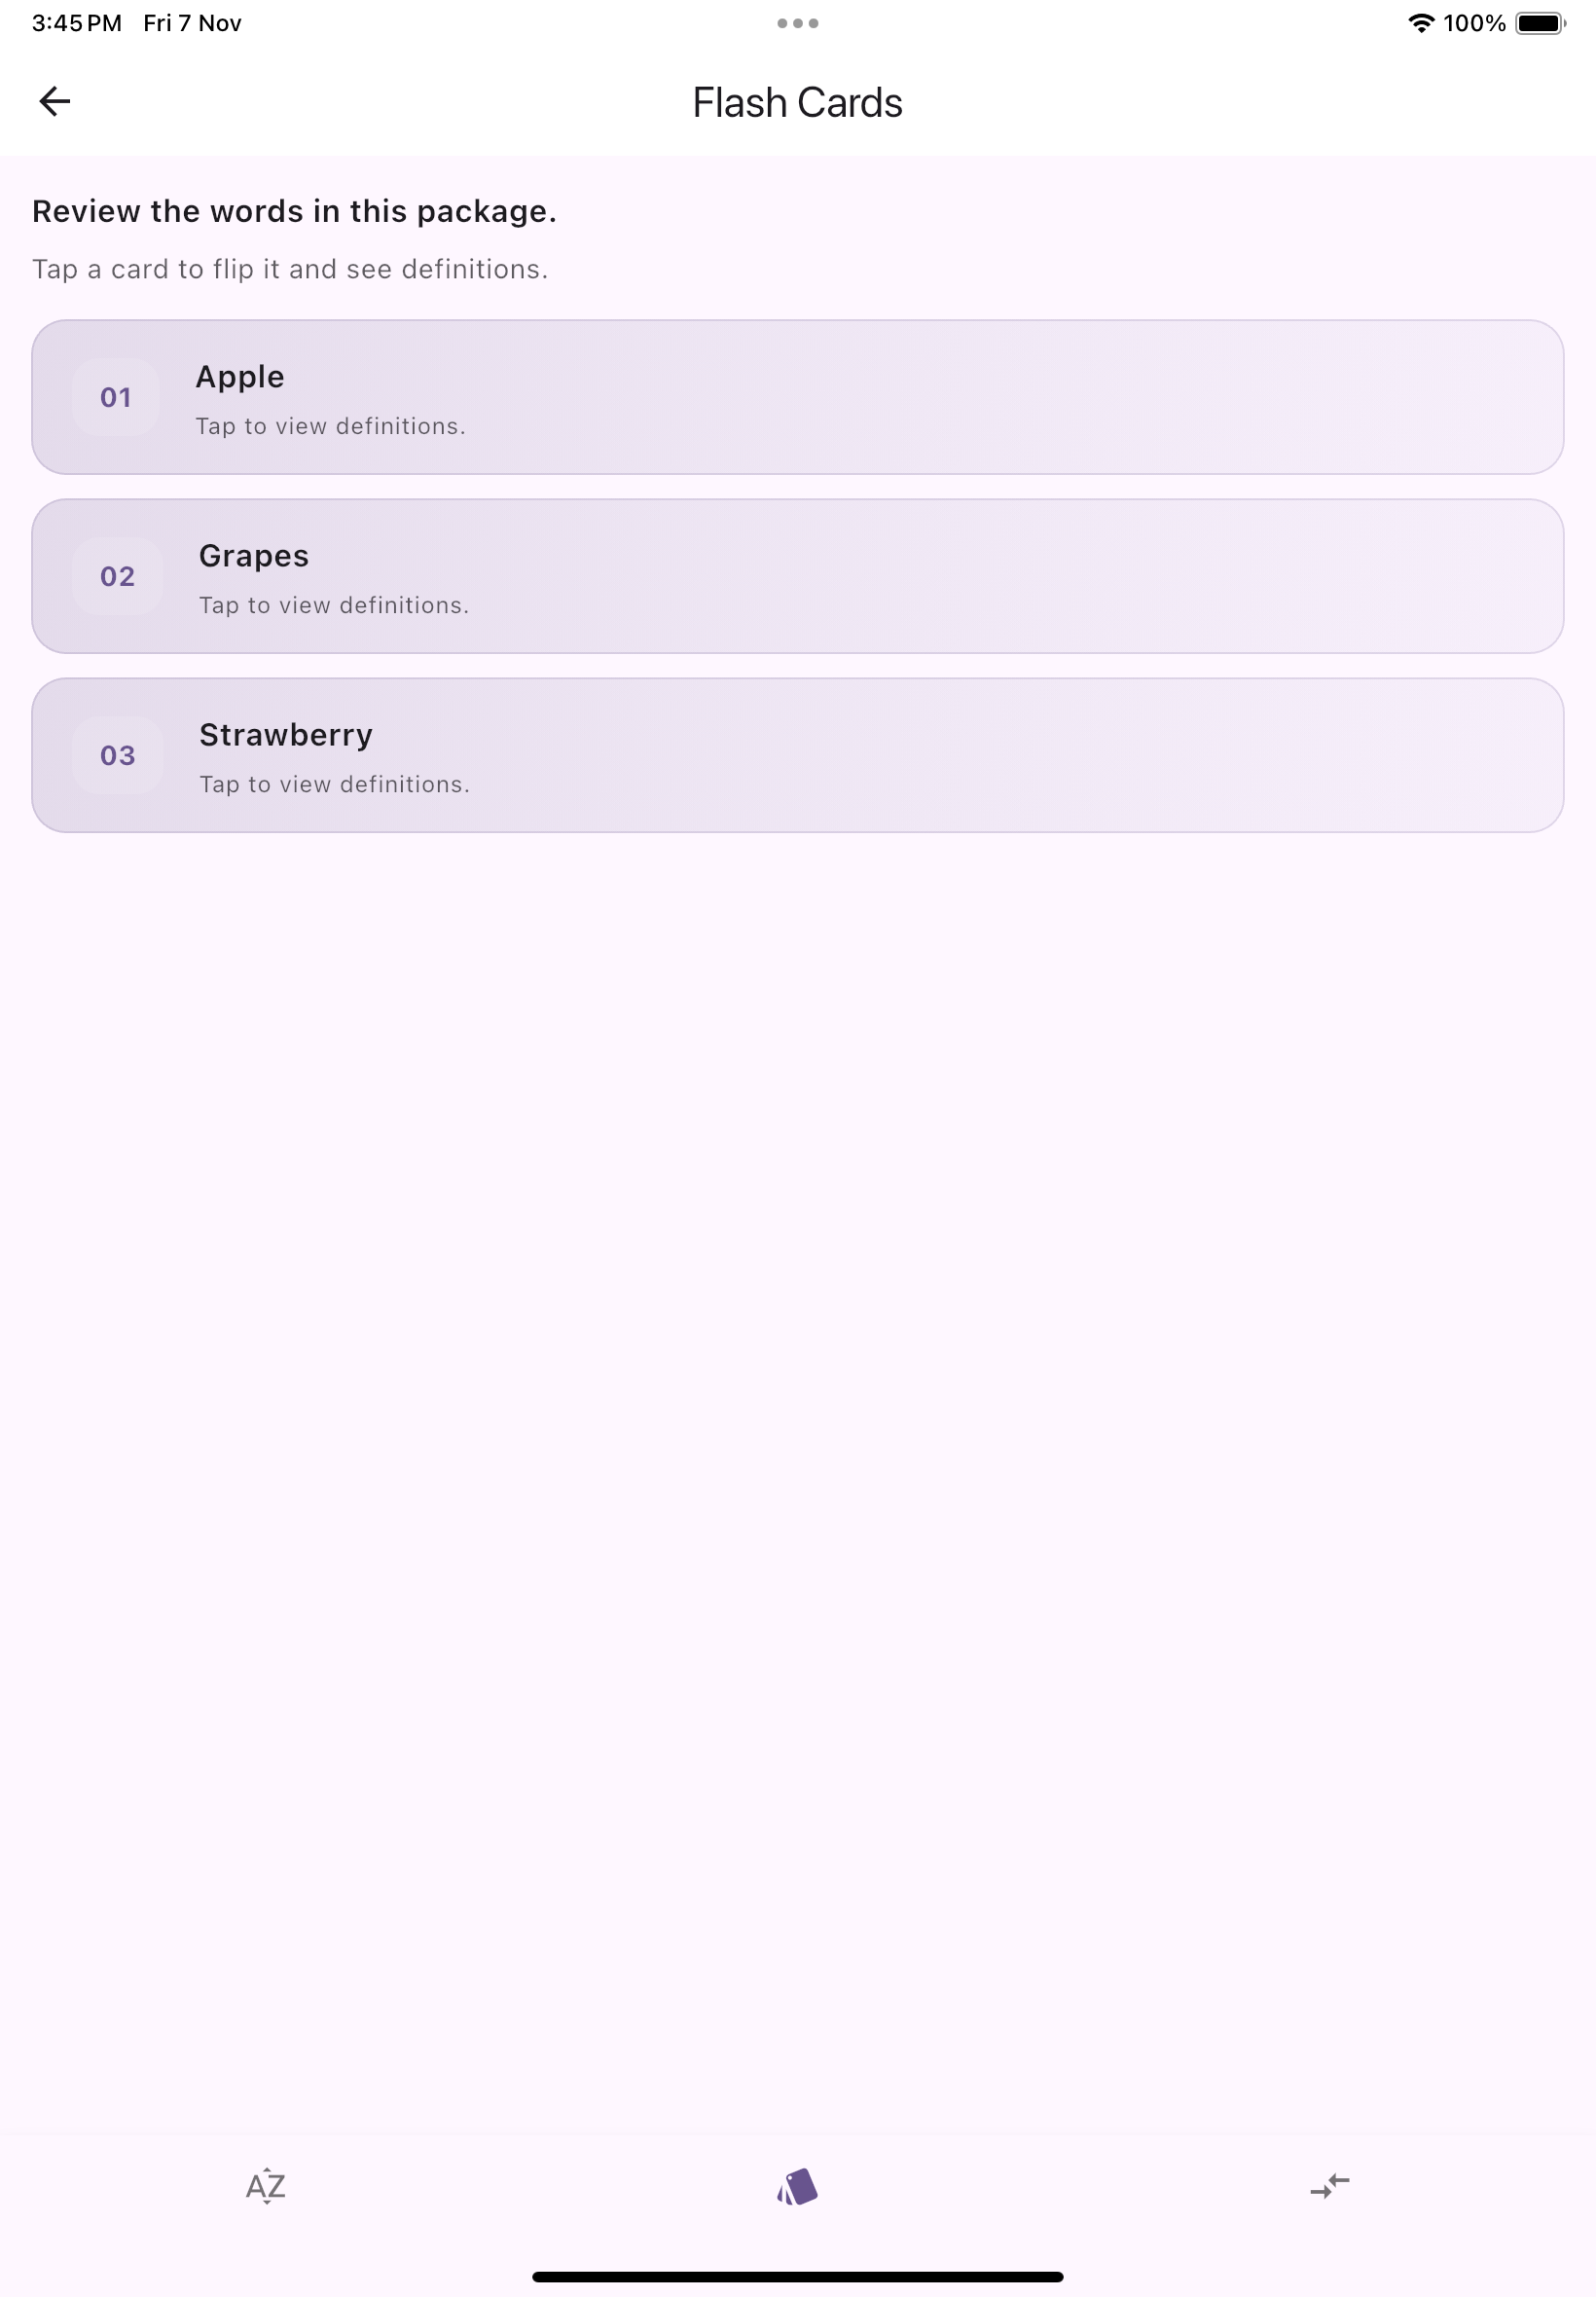 3:45 PM Fri 7 Nov
100%
Flash Cards
Review the words in this package.
Tap a card to flip it and see definitions.
01
Apple
Tap to view definitions.
02
Grapes
Tap to view definitions.
03
Strawberry
Tap to view definitions.
AZ